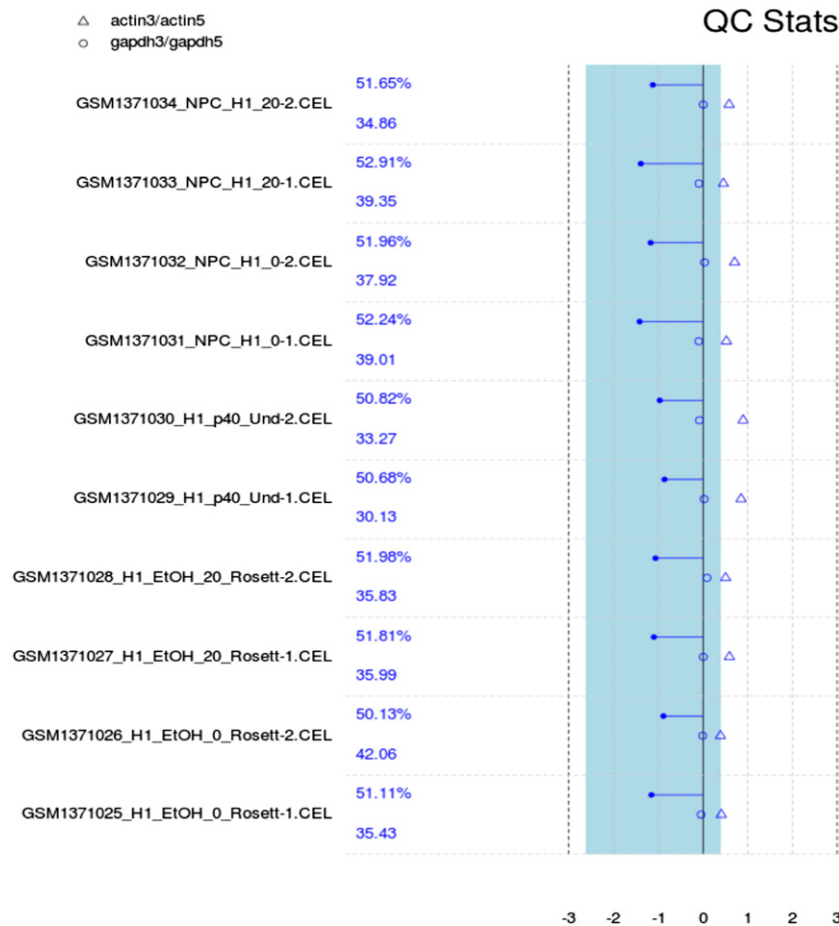 △ actin3/actin5
○ gapdh3/gapdh5
QC Stats
GSM1371034_NPC_H1_20-2.CEL
51.65%
34.86
GSM1371033_NPC_H1_20-1.CEL
52.91%
39.35
GSM1371032_NPC_H1_0-2.CEL
51.96%
37.92
GSM1371031_NPC_H1_0-1.CEL
52.24%
39.01
GSM1371030_H1_p40_Und-2.CEL
50.82%
33.27
GSM1371029_H1_p40_Und-1.CEL
50.68%
30.13
GSM1371028_H1_EtOH_20_Rosett-2.CEL
51.98%
35.83
GSM1371027_H1_EtOH_20_Rosett-1.CEL
51.81%
35.99
GSM1371026_H1_EtOH_0_Rosett-2.CEL
50.13%
42.06
GSM1371025_H1_EtOH_0_Rosett-1.CEL
51.11%
35.43
-3 -2 -1 0 1 2 3